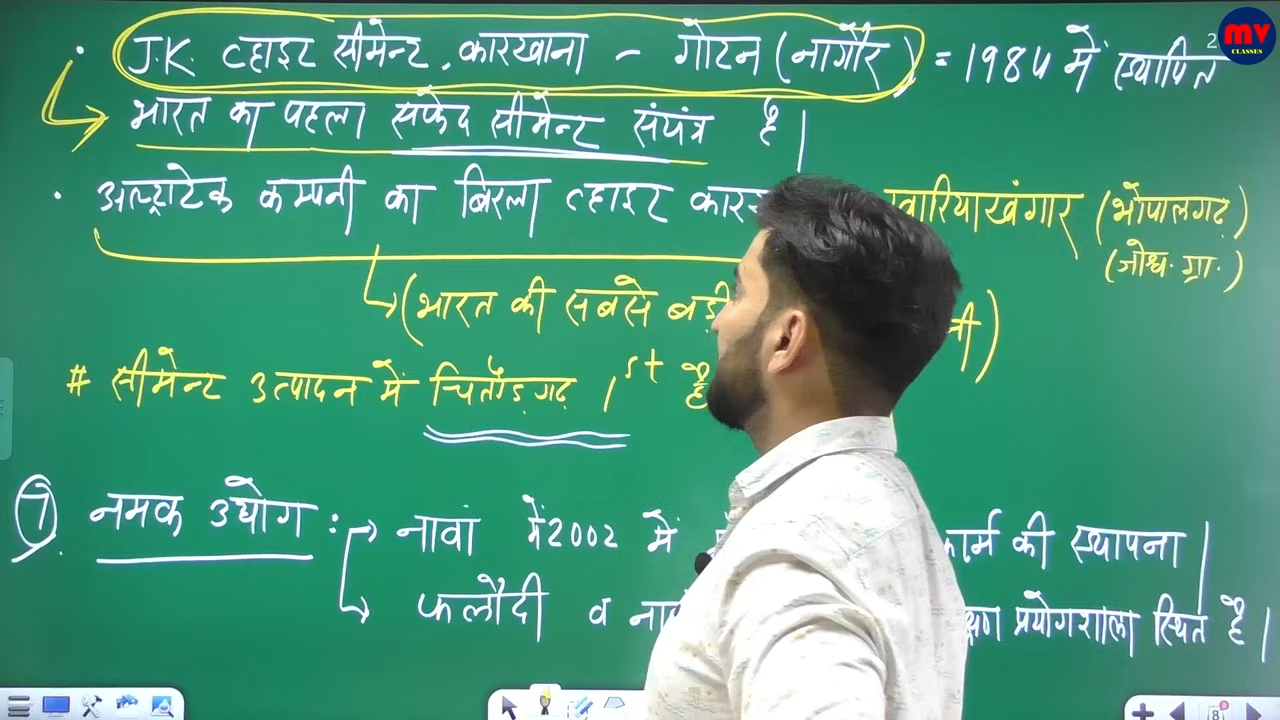 MV CLASSES
J.K. व्हाइट सीमेन्ट कारखाना - गोटन (नागौर) = 1984 में स्थापित
भारत का पहला सफेद सीमेन्ट संयंत्र है |
अल्ट्राटेक कम्पनी का बिरला व्हाइट खारियाखंगार (भोपालगढ़)
(जोध. ग्रा.)
(भारत की सबसे बड़ी
# सीमेन्ट उत्पादन में चितौड़गढ़ 1st है
7 नमक उद्योग :→ नावां में 2002 में की स्थापना |
→ फलौदी व प्रयोगशाला स्थित है |
8